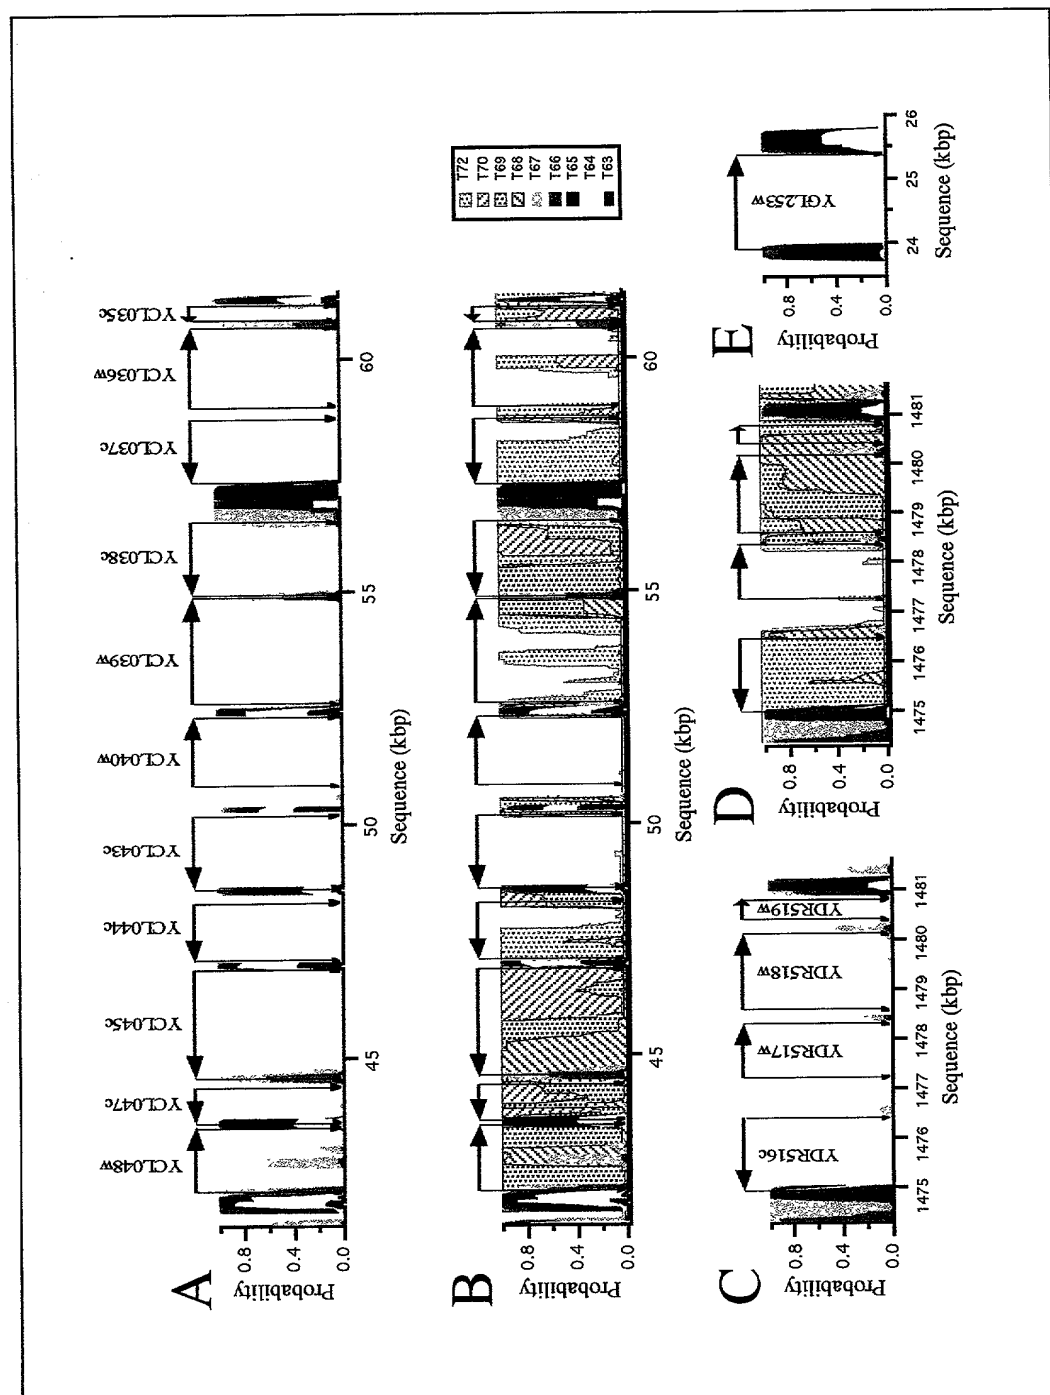 A
YCL048w
YCL047c
YCL045c
YCL044c
YCL043c
YCL040w
YCL039w
YCL038c
YCL037c
YCL036w
YCL035c
Probability
0.8
0.4
0.0
45
50
55
60
Sequence (kbp)
B
Probability
0.8
0.4
0.0
45
50
55
60
Sequence (kbp)
T72
T70
T69
T68
T67
T66
T65
T64
T63
C
YDR516c
YDR517w
YDR518w
YDR519w
Probability
0.8
0.4
0.0
1475
1476
1477
1478
1479
1480
1481
Sequence (kbp)
D
Probability
0.8
0.4
0.0
1475
1476
1477
1478
1479
1480
1481
Sequence (kbp)
E
YGL253w
Probability
0.8
0.4
0.0
24
25
26
Sequence (kbp)